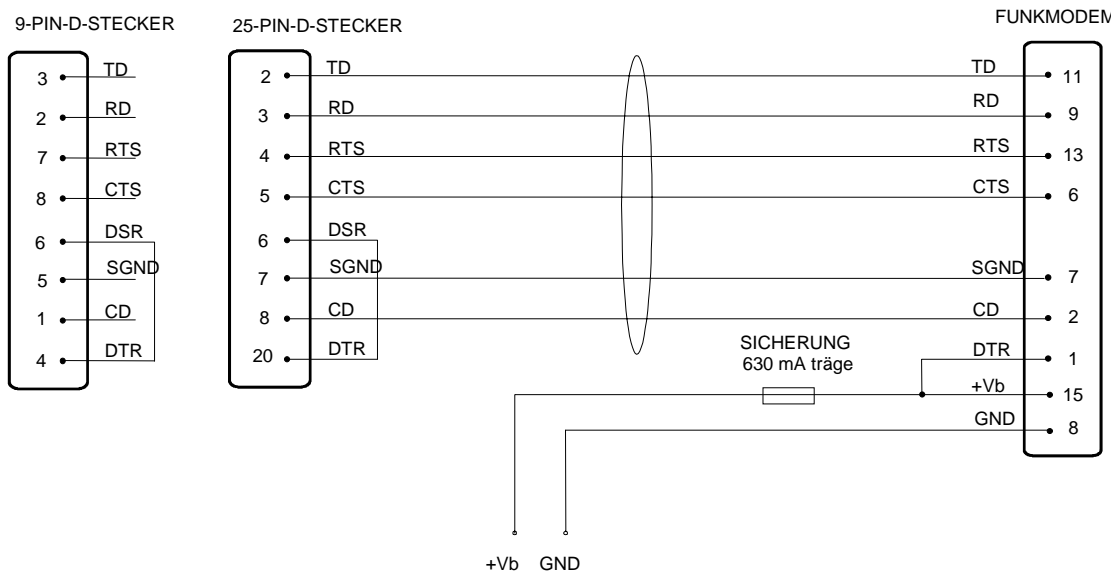 9-PIN-D-STECKER
3 TD
2 RD
7 RTS
8 CTS
6 DSR
5 SGND
1 CD
4 DTR
25-PIN-D-STECKER
2 TD
3 RD
4 RTS
5 CTS
6 DSR
7 SGND
8 CD
20 DTR
FUNKMODEM
TD 11
RD 9
RTS 13
CTS 6
SGND 7
CD 2
DTR 1
+Vb 15
GND 8
SICHERUNG
630 mA träge
+Vb GND